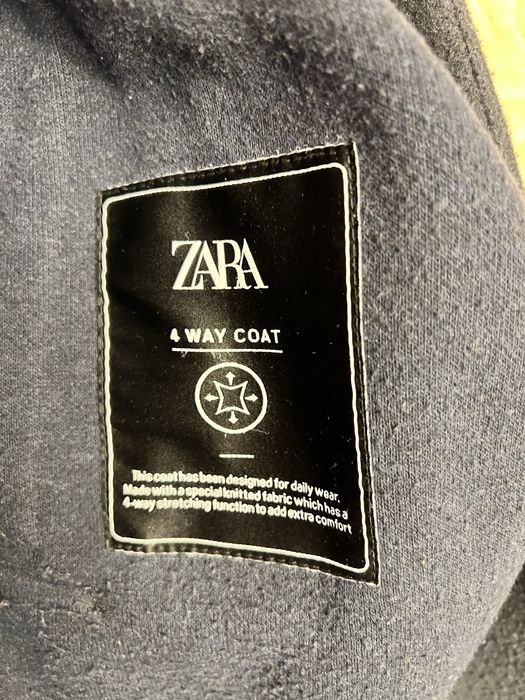 ZARA
4 WAY COAT
This coat has been designed for daily wear.
Made with a special knitted fabric which has a
4-way stretching function to add extra comfort